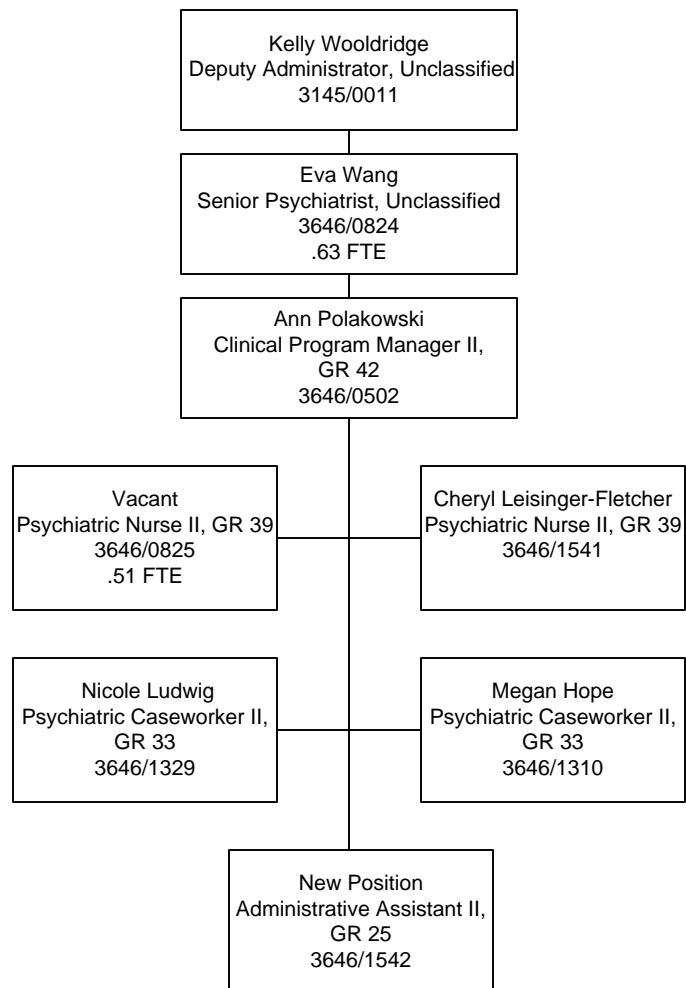 Kelly Wooldridge
Deputy Administrator, Unclassified
3145/0011
Eva Wang
Senior Psychiatrist, Unclassified
3646/0824
.63 FTE
Ann Polakowski
Clinical Program Manager II,
GR 42
3646/0502
Vacant
Psychiatric Nurse II, GR 39
3646/0825
.51 FTE
Cheryl Leisinger-Fletcher
Psychiatric Nurse II, GR 39
3646/1541
Nicole Ludwig
Psychiatric Caseworker II,
GR 33
3646/1329
Megan Hope
Psychiatric Caseworker II,
GR 33
3646/1310
New Position
Administrative Assistant II,
GR 25
3646/1542